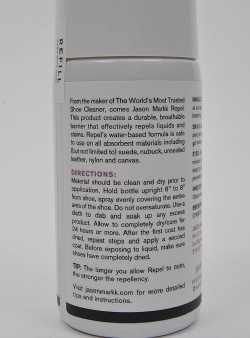 REFILL
From the maker of The World's Most Trusted
Shoe Cleaner, comes Jason Markk Repel.
This product creates a durable, breathable
barrier that effectively repels liquids and
stains. Repel's water-based formula is safe
to use on all absorbent materials including
(but not limited to) suede, nubuck, unsealed
leather, nylon and canvas.
DIRECTIONS:
Material should be clean and dry prior to
application. Hold bottle upright 6" to 8"
from shoe, spray evenly covering the entire
area of the shoe. Do not oversaturate. Use a
cloth to dab and soak up any excess
product. Allow to completely dry/cure for
24 hours or more. After the first coat has
dried, repeat steps and apply a second
coat. Before exposing to liquid, make sure
shoes have completely dried.
TIP: The longer you allow Repel to cure,
the stronger the repellency.
Visit jasonmarkk.com for more detailed
tips and instructions.